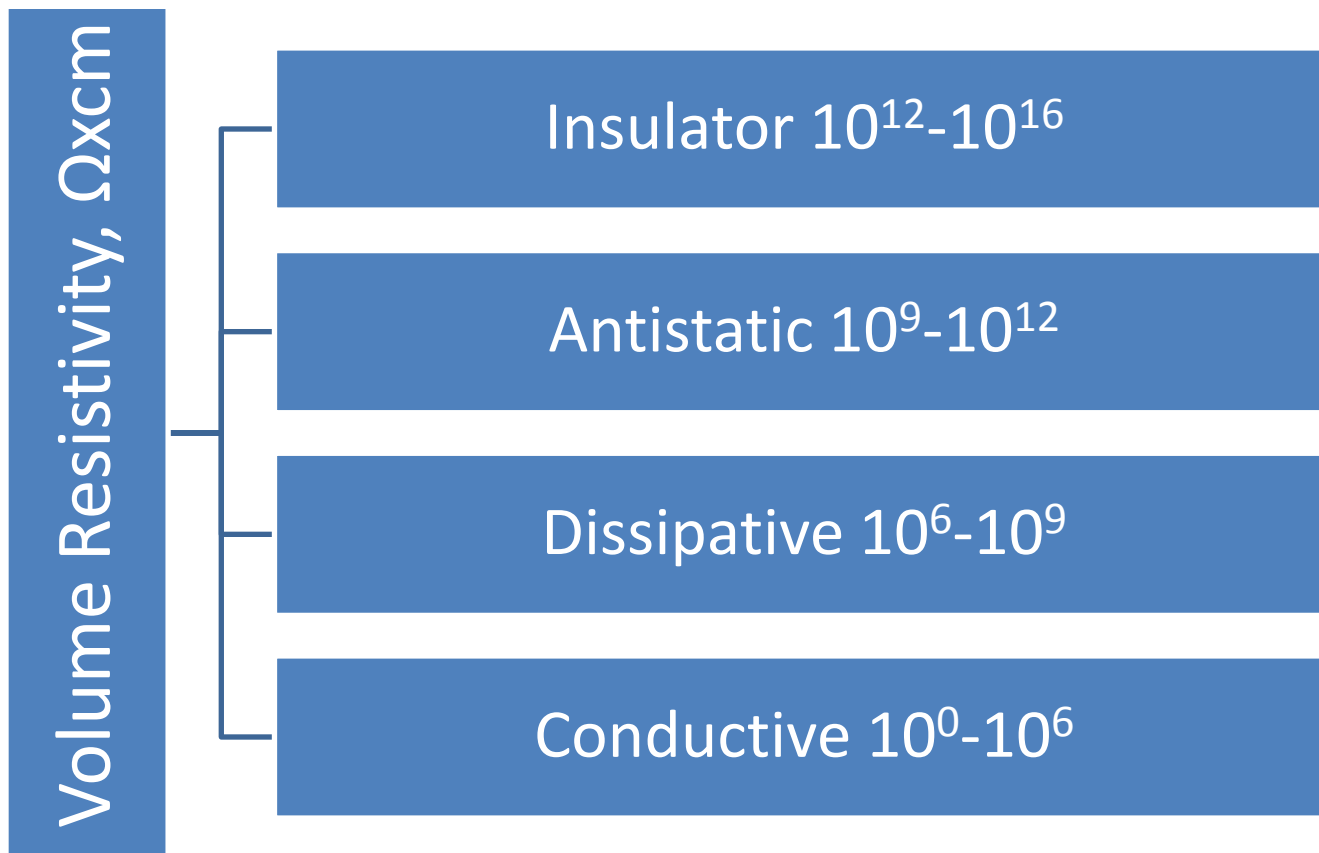 Volume Resistivity, Ωxcm
Insulator 10¹²-10¹⁶
Antistatic 10⁹-10¹²
Dissipative 10⁶-10⁹
Conductive 10⁰-10⁶